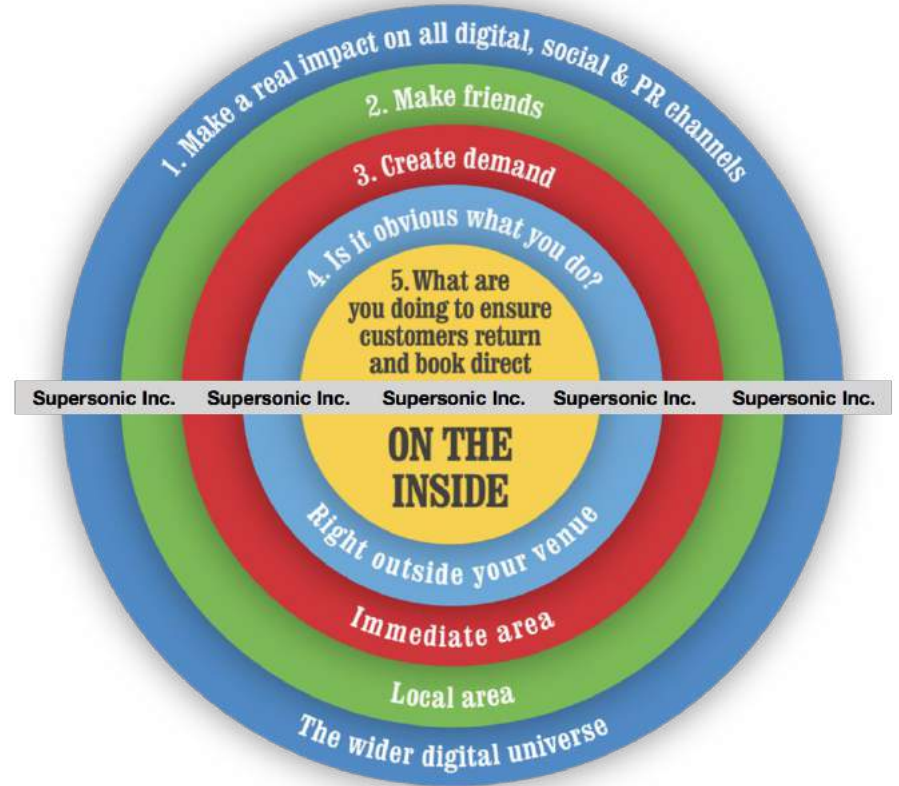 1. Make a real impact on all digital, social & PR channels
2. Make friends
3. Create demand
4. Is it obvious what you do?
5. What are
you doing to ensure
customers return
and book direct
Supersonic Inc. Supersonic Inc. Supersonic Inc. Supersonic Inc. Supersonic Inc.
ON THE
INSIDE
Right outside your venue
Immediate area
Local area
The wider digital universe